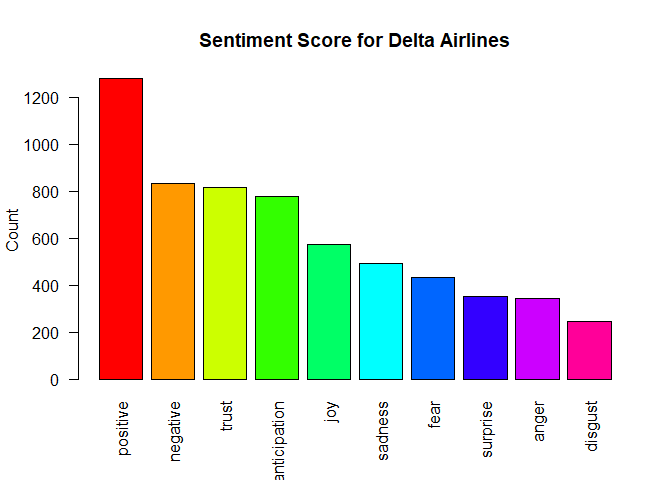 Sentiment Score for Delta Airlines
Count
1200
1000
800
600
400
200
0
positive
negative
trust
anticipation
joy
sadness
fear
surprise
anger
disgust